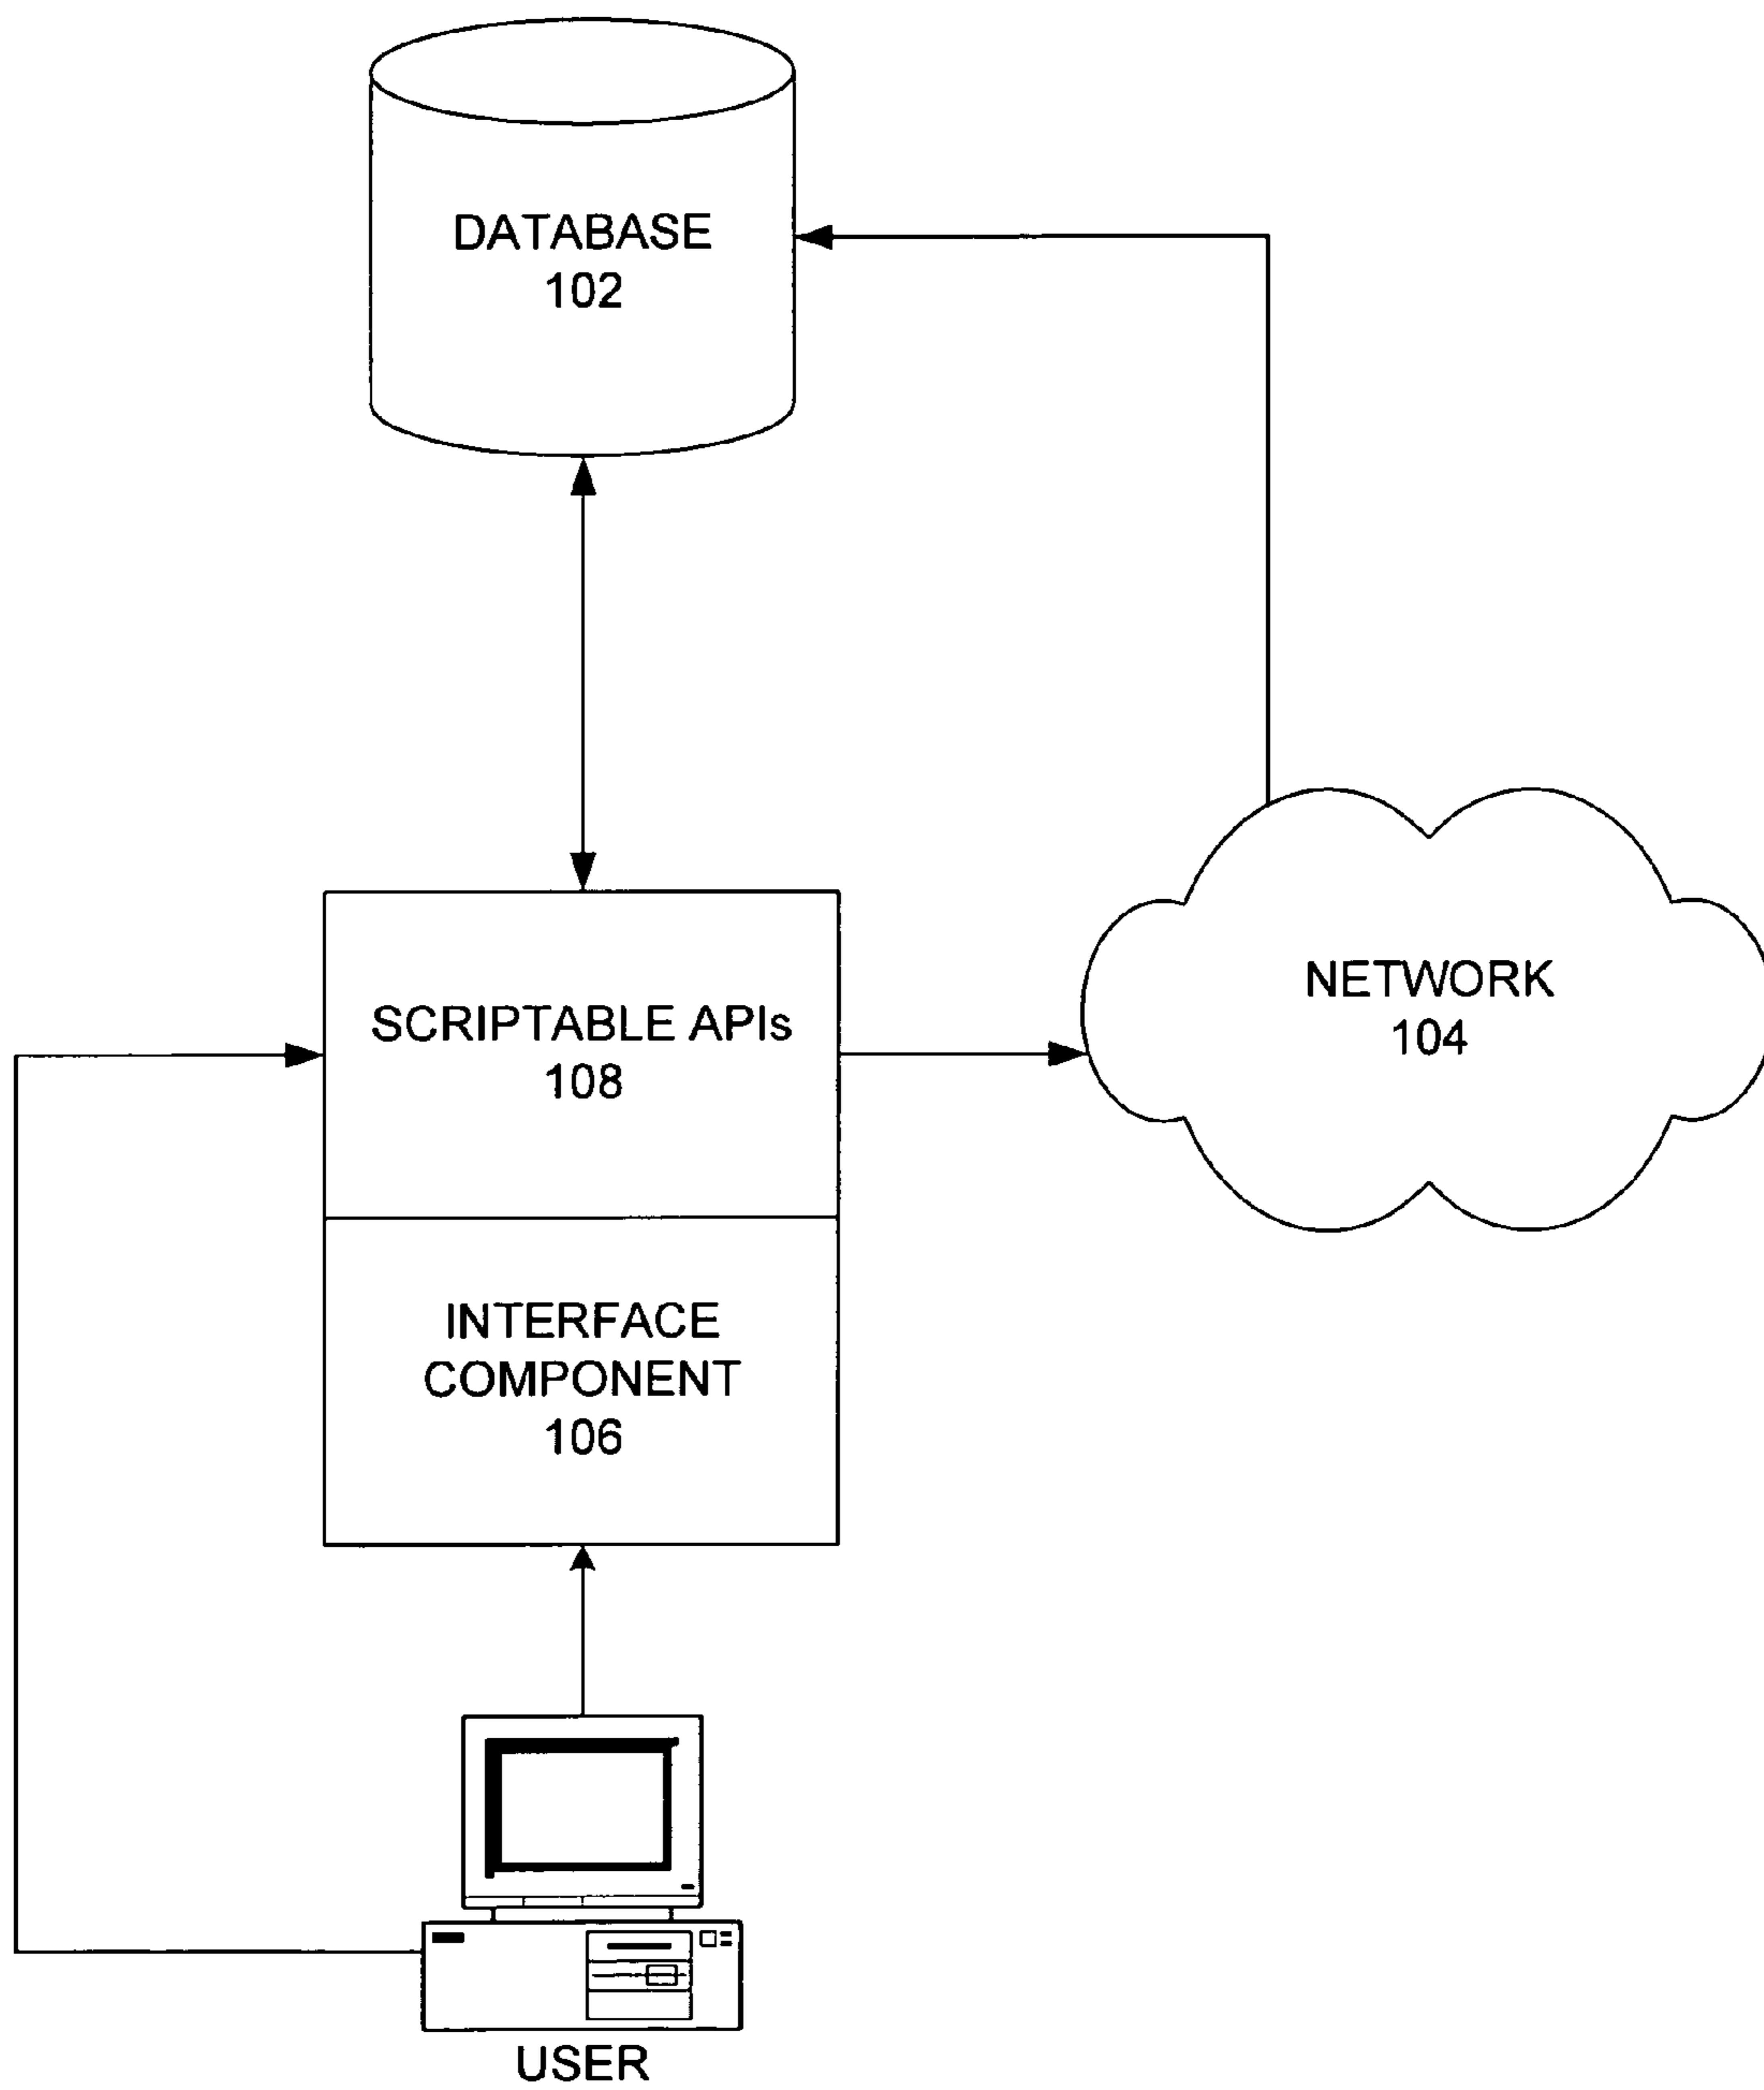 DATABASE
102
NETWORK
104
SCRIPTABLE APIs
108
INTERFACE
COMPONENT
106
USER